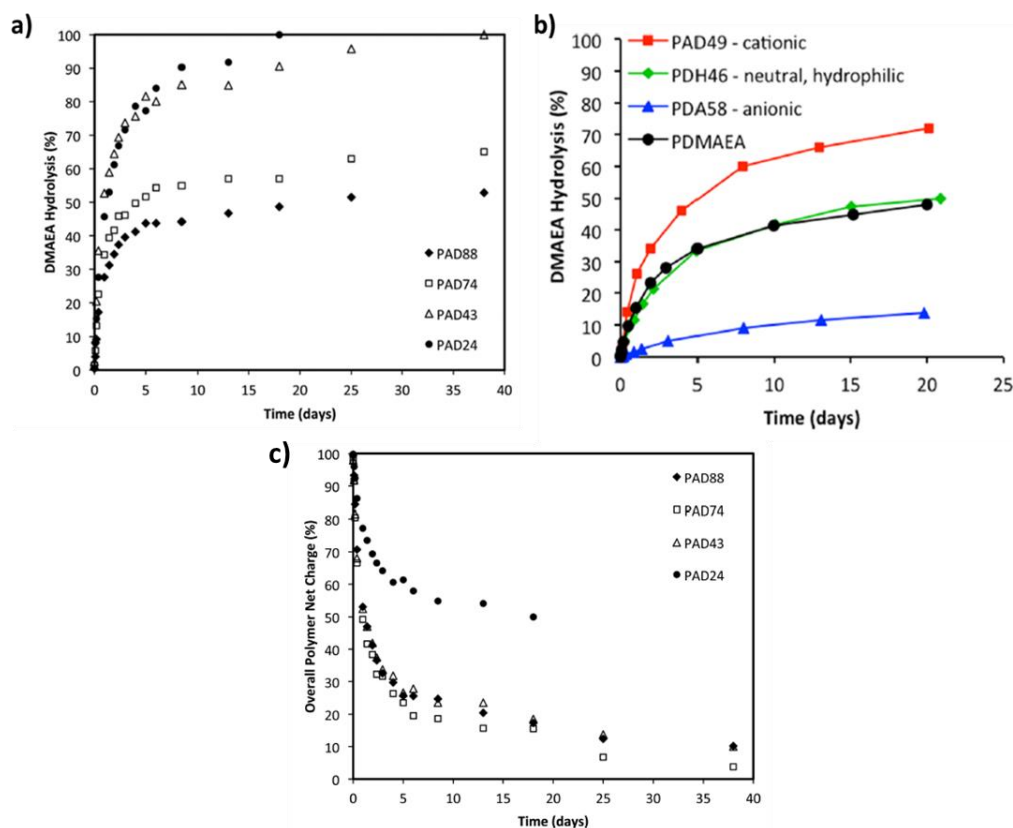 a)
DMAEA Hydrolysis (%)
100
90
80
70
60
50
40
30
20
10
0
PAD88
PAD74
PAD43
PAD24
0 5 10 15 20 25 30 35 40
Time (days)
b)
DMAEA Hydrolysis (%)
100
90
80
70
60
50
40
30
20
10
0
PAD49 - cationic
PDH46 - neutral, hydrophilic
PDA58 - anionic
PDMAEA
0 5 10 15 20 25
Time (days)
c)
Overall Polymer Net Charge (%)
100
90
80
70
60
50
40
30
20
10
0
PAD88
PAD74
PAD43
PAD24
0 5 10 15 20 25 30 35 40
Time (days)